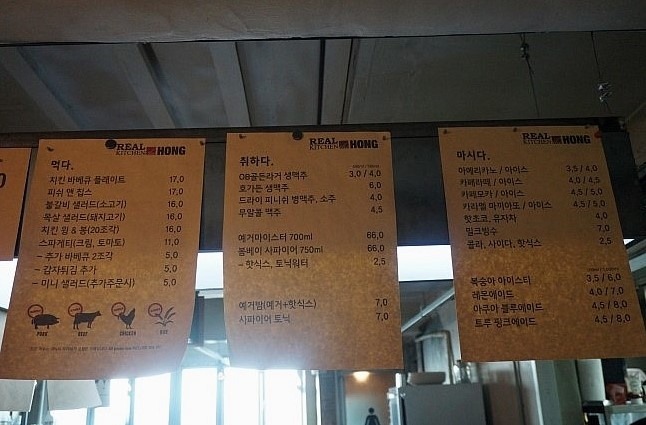 REAL KITCHEN HONG
먹다.
치킨 바베큐 플레이트 17,0
피쉬 앤 칩스 17,0
불갈비 샐러드(소고기) 16,0
목살 샐러드(돼지고기) 16,0
치킨 윙 & 봉(20조각) 16,0
스파게티(크림, 토마토) 11,0
- 추가 바베큐 2조각 5,0
- 감자튀김 추가 5,0
- 미니 샐러드(추가주문시) 5,0
PORK BEEF CHICKEN RICE
REAL KITCHEN HONG
취하다.
OB골든라거 생맥주 3,0 / 4,0
호가든 생맥주 6,0
드라이 피니쉬 병맥주, 소주 4,0
무알콜 맥주 4,5
예거마이스터 700ml 66,0
봄베이 사파이어 750ml 66,0
- 핫식스, 토닉워터 2,5
예거밤(예거+핫식스) 7,0
사파이어 토닉 7,0
REAL KITCHEN HONG
마시다.
아메리카노 / 아이스 3,5 / 4,0
카페라떼 / 아이스 4,0 / 4,5
카페모카 / 아이스 4,5 / 5,0
카라멜 마끼아또 / 아이스 4,5 / 5,0
핫초코, 유자차 4,0
밀크빙수 7,0
콜라, 사이다, 핫식스 2,5
복숭아 아이스티 3,5 / 6,0
레몬에이드 4,0 / 7,0
아쿠아 블루에이드 4,5 / 8,0
트루 핑크에이드 4,5 / 8,0